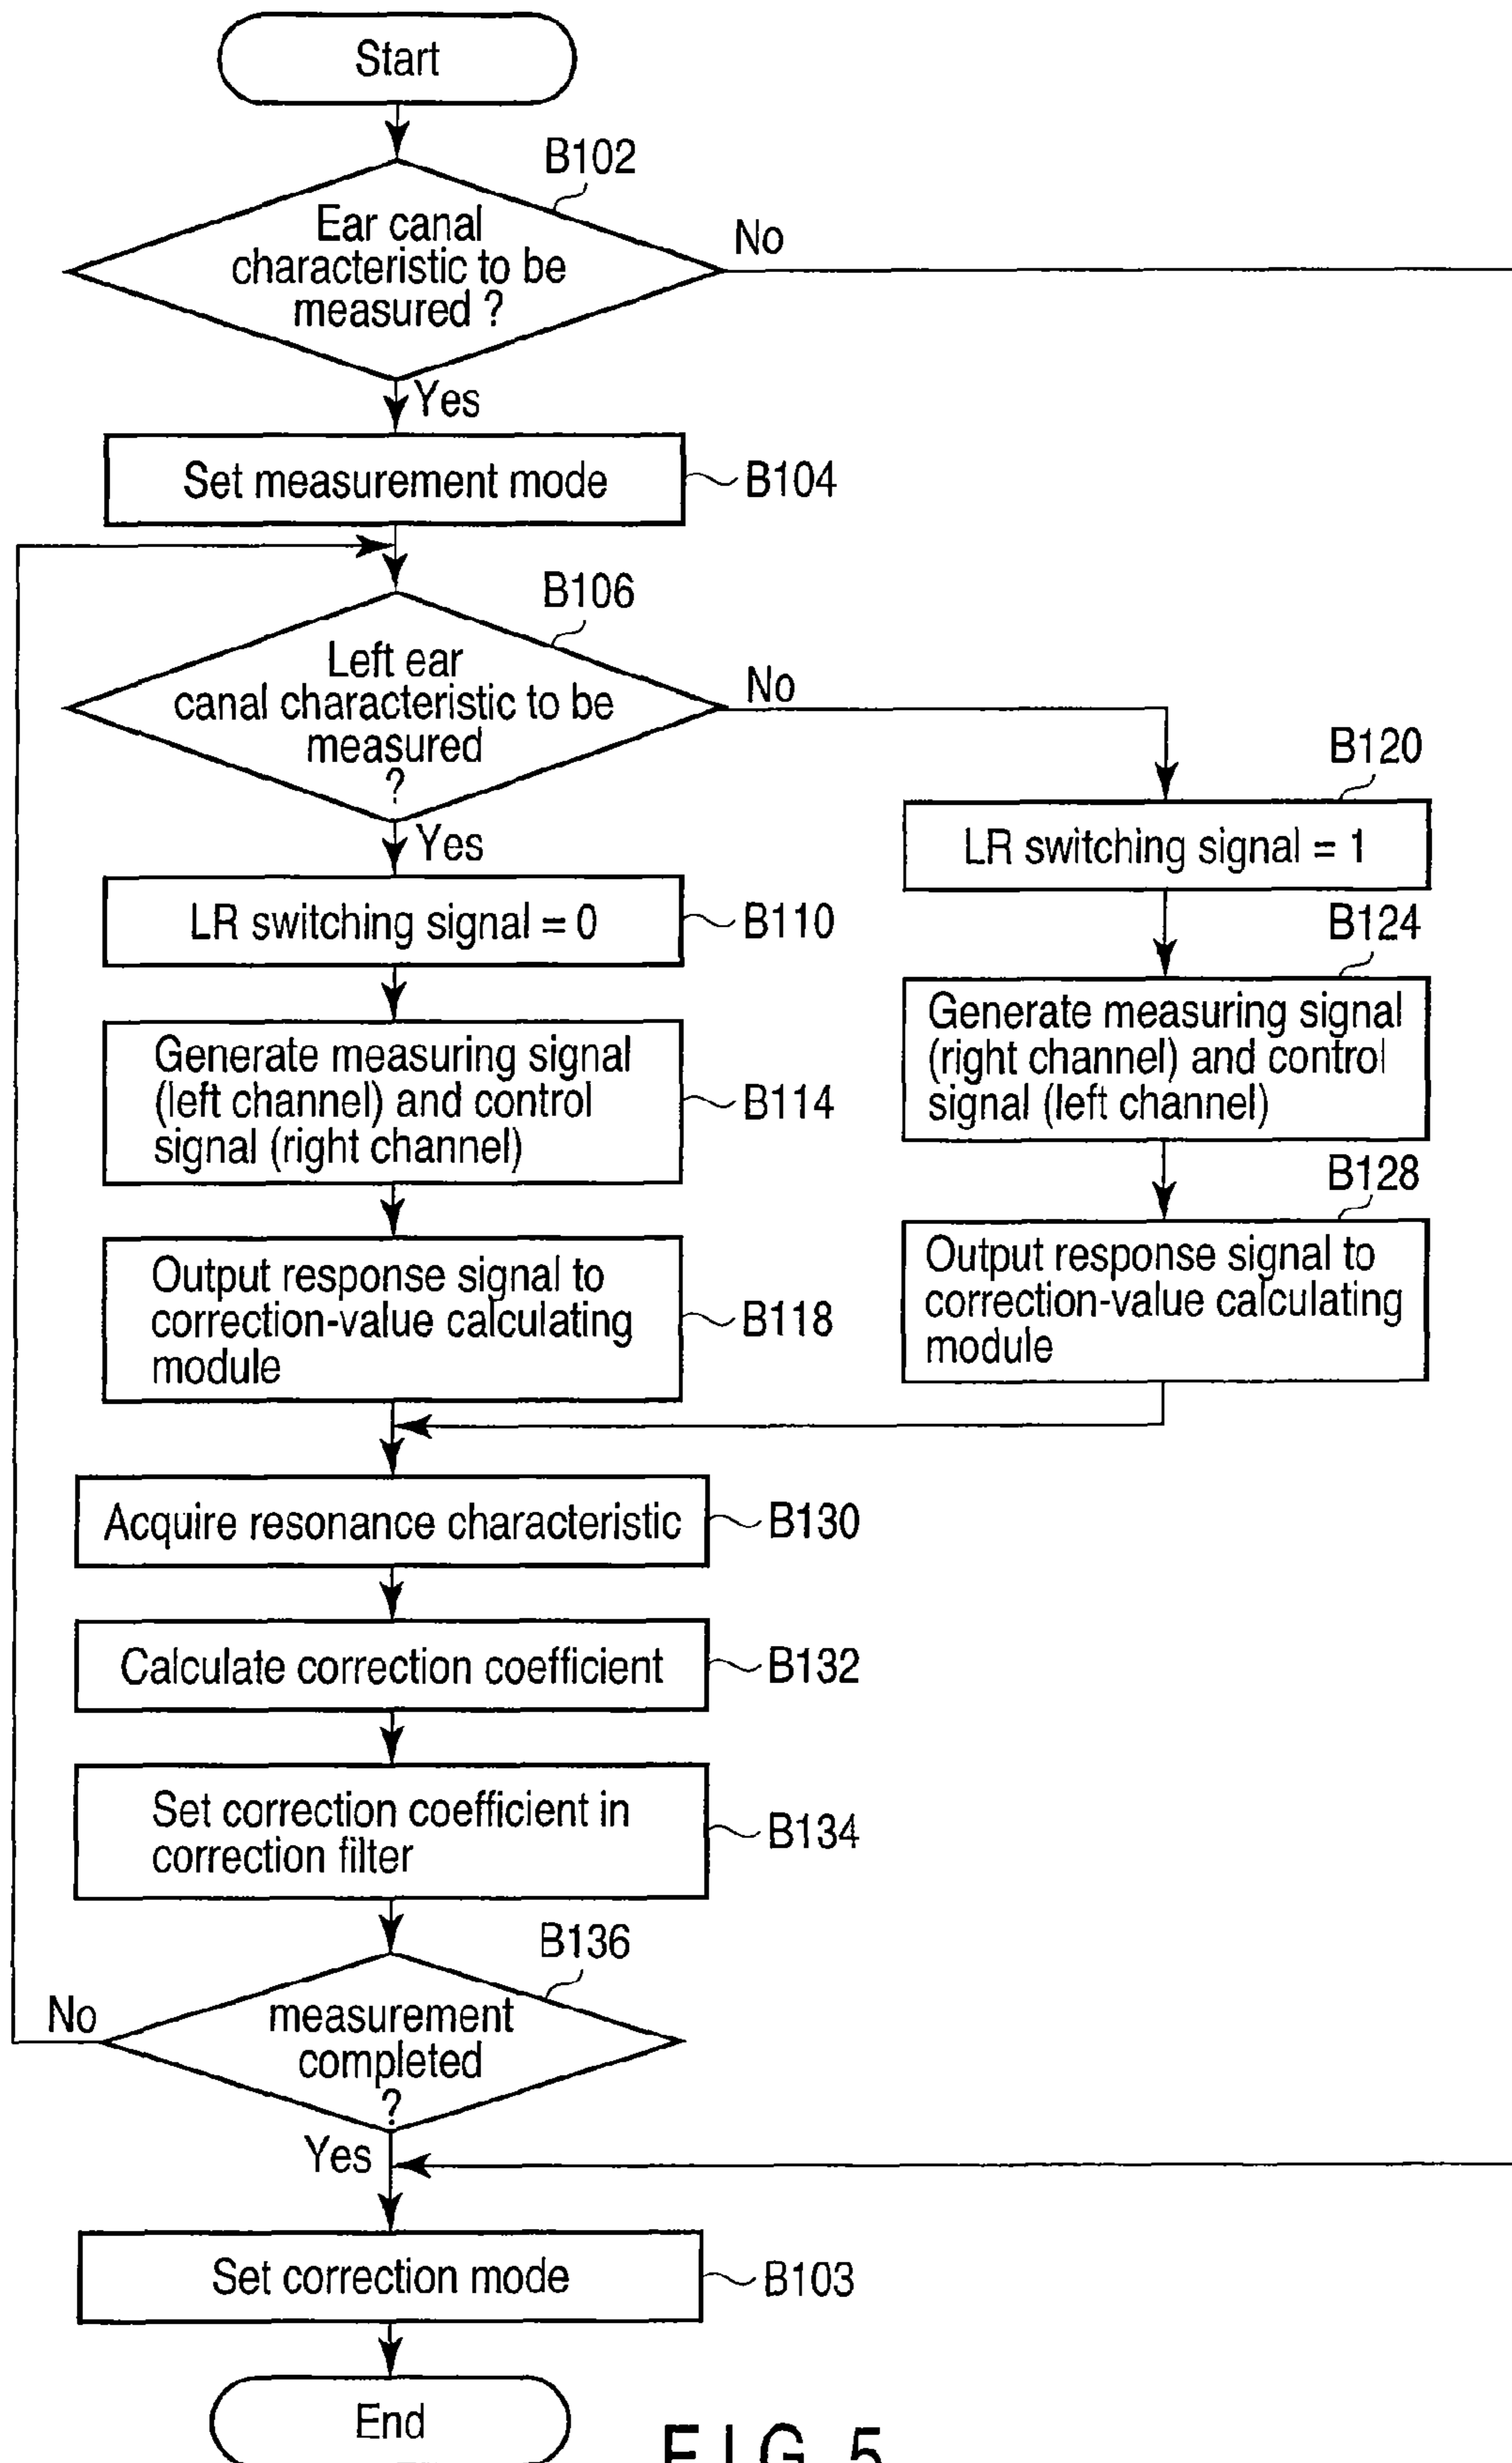 Start
B102
Ear canal
characteristic to be
measured ?
No
Yes
Set measurement mode
B104
B106
Left ear
canal characteristic to be
measured
?
No
Yes
B120
LR switching signal = 1
LR switching signal = 0
B110
B124
Generate measuring signal
(right channel) and control
signal (left channel)
Generate measuring signal
(left channel) and control
signal (right channel)
B114
B128
Output response signal to
correction-value calculating
module
Output response signal to
correction-value calculating
module
B118
Acquire resonance characteristic
B130
Calculate correction coefficient
B132
Set correction coefficient in
correction filter
B134
B136
measurement
completed
?
No
Yes
Set correction mode
B103
End
FIG. 5